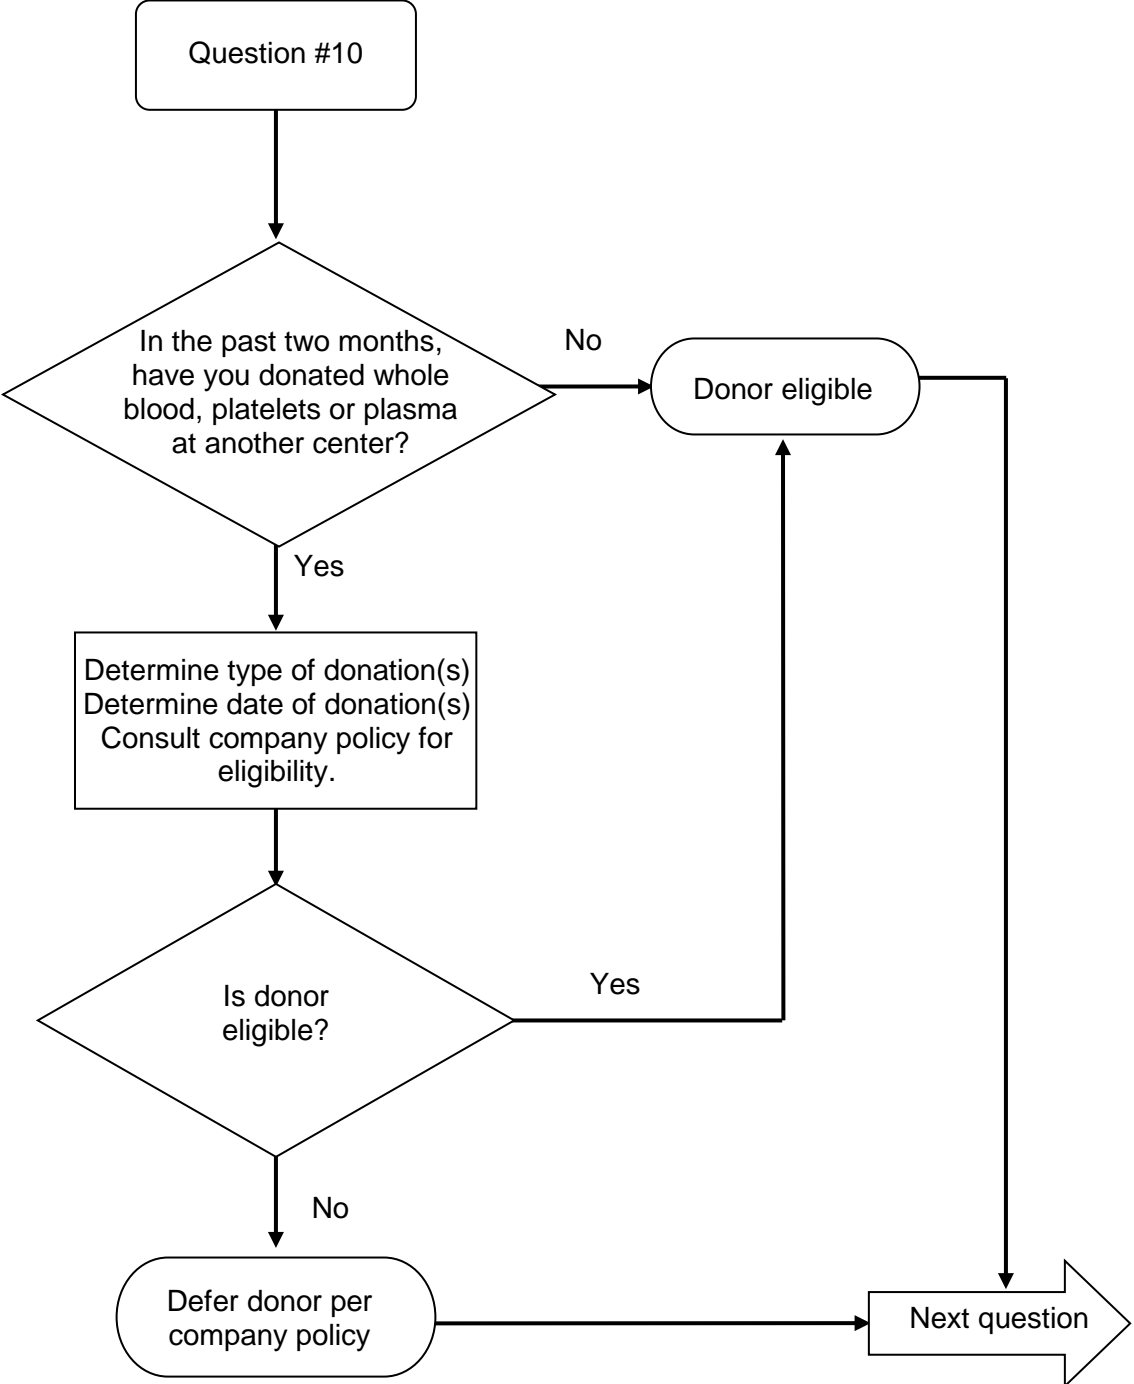 Question #10
In the past two months,
have you donated whole
blood, platelets or plasma
at another center?
No
Donor eligible
Yes
Determine type of donation(s)
Determine date of donation(s)
Consult company policy for
eligibility.
Is donor
eligible?
Yes
No
Defer donor per
company policy
Next question